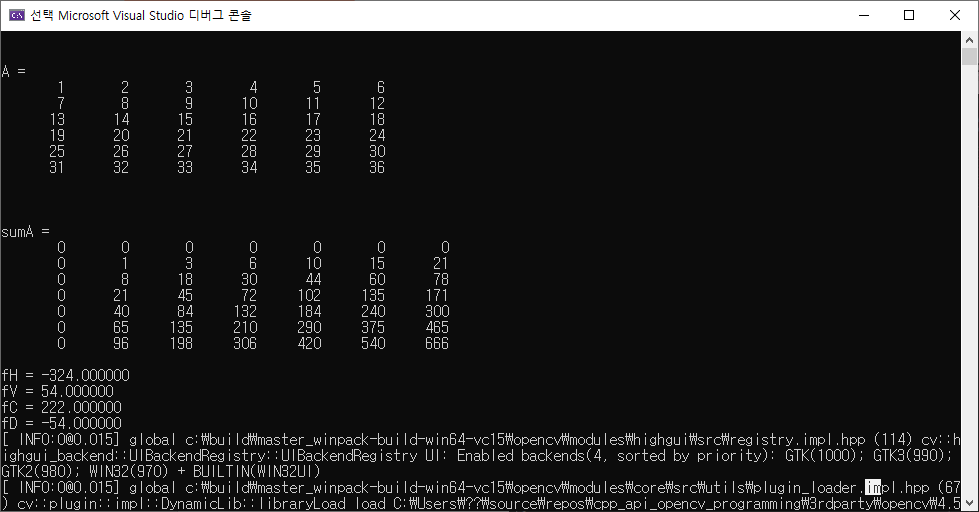 선택 Microsoft Visual Studio 디버그 콘솔
A =
1 2 3 4 5 6
7 8 9 10 11 12
13 14 15 16 17 18
19 20 21 22 23 24
25 26 27 28 29 30
31 32 33 34 35 36
sumA =
0 0 0 0 0 0 0
0 1 3 6 10 15 21
0 8 18 30 44 60 78
0 21 45 72 102 135 171
0 40 84 132 184 240 300
0 65 135 210 290 375 465
0 96 198 306 420 540 666
fH = -324.000000
fV = 54.000000
fC = 222.000000
fD = -54.000000
[ INFO:0@0.015] global c:₩build₩master_winpack-build-win64-vc15₩opencv₩modules₩highgui₩src₩registry.impl.hpp (114) cv::h
ighgui_backend::UIBackendRegistry::UIBackendRegistry UI: Enabled backends(4, sorted by priority): GTK(1000); GTK3(990);
GTK2(980); WIN32(970) + BUILTIN(WIN32UI)
[ INFO:0@0.015] global c:₩build₩master_winpack-build-win64-vc15₩opencv₩modules₩core₩src₩utils₩plugin_loader.impl.hpp (67
) cv::plugin::impl::DynamicLib::libraryLoad load C:₩Users₩??₩source₩repos₩cpp_api_opencv_programming₩3rdparty₩opencv₩4.5